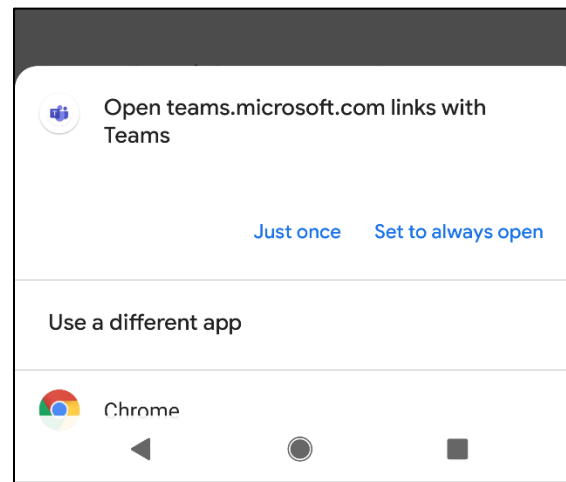 Open teams.microsoft.com links with
Teams
Just once Set to always open
Use a different app
Chrome